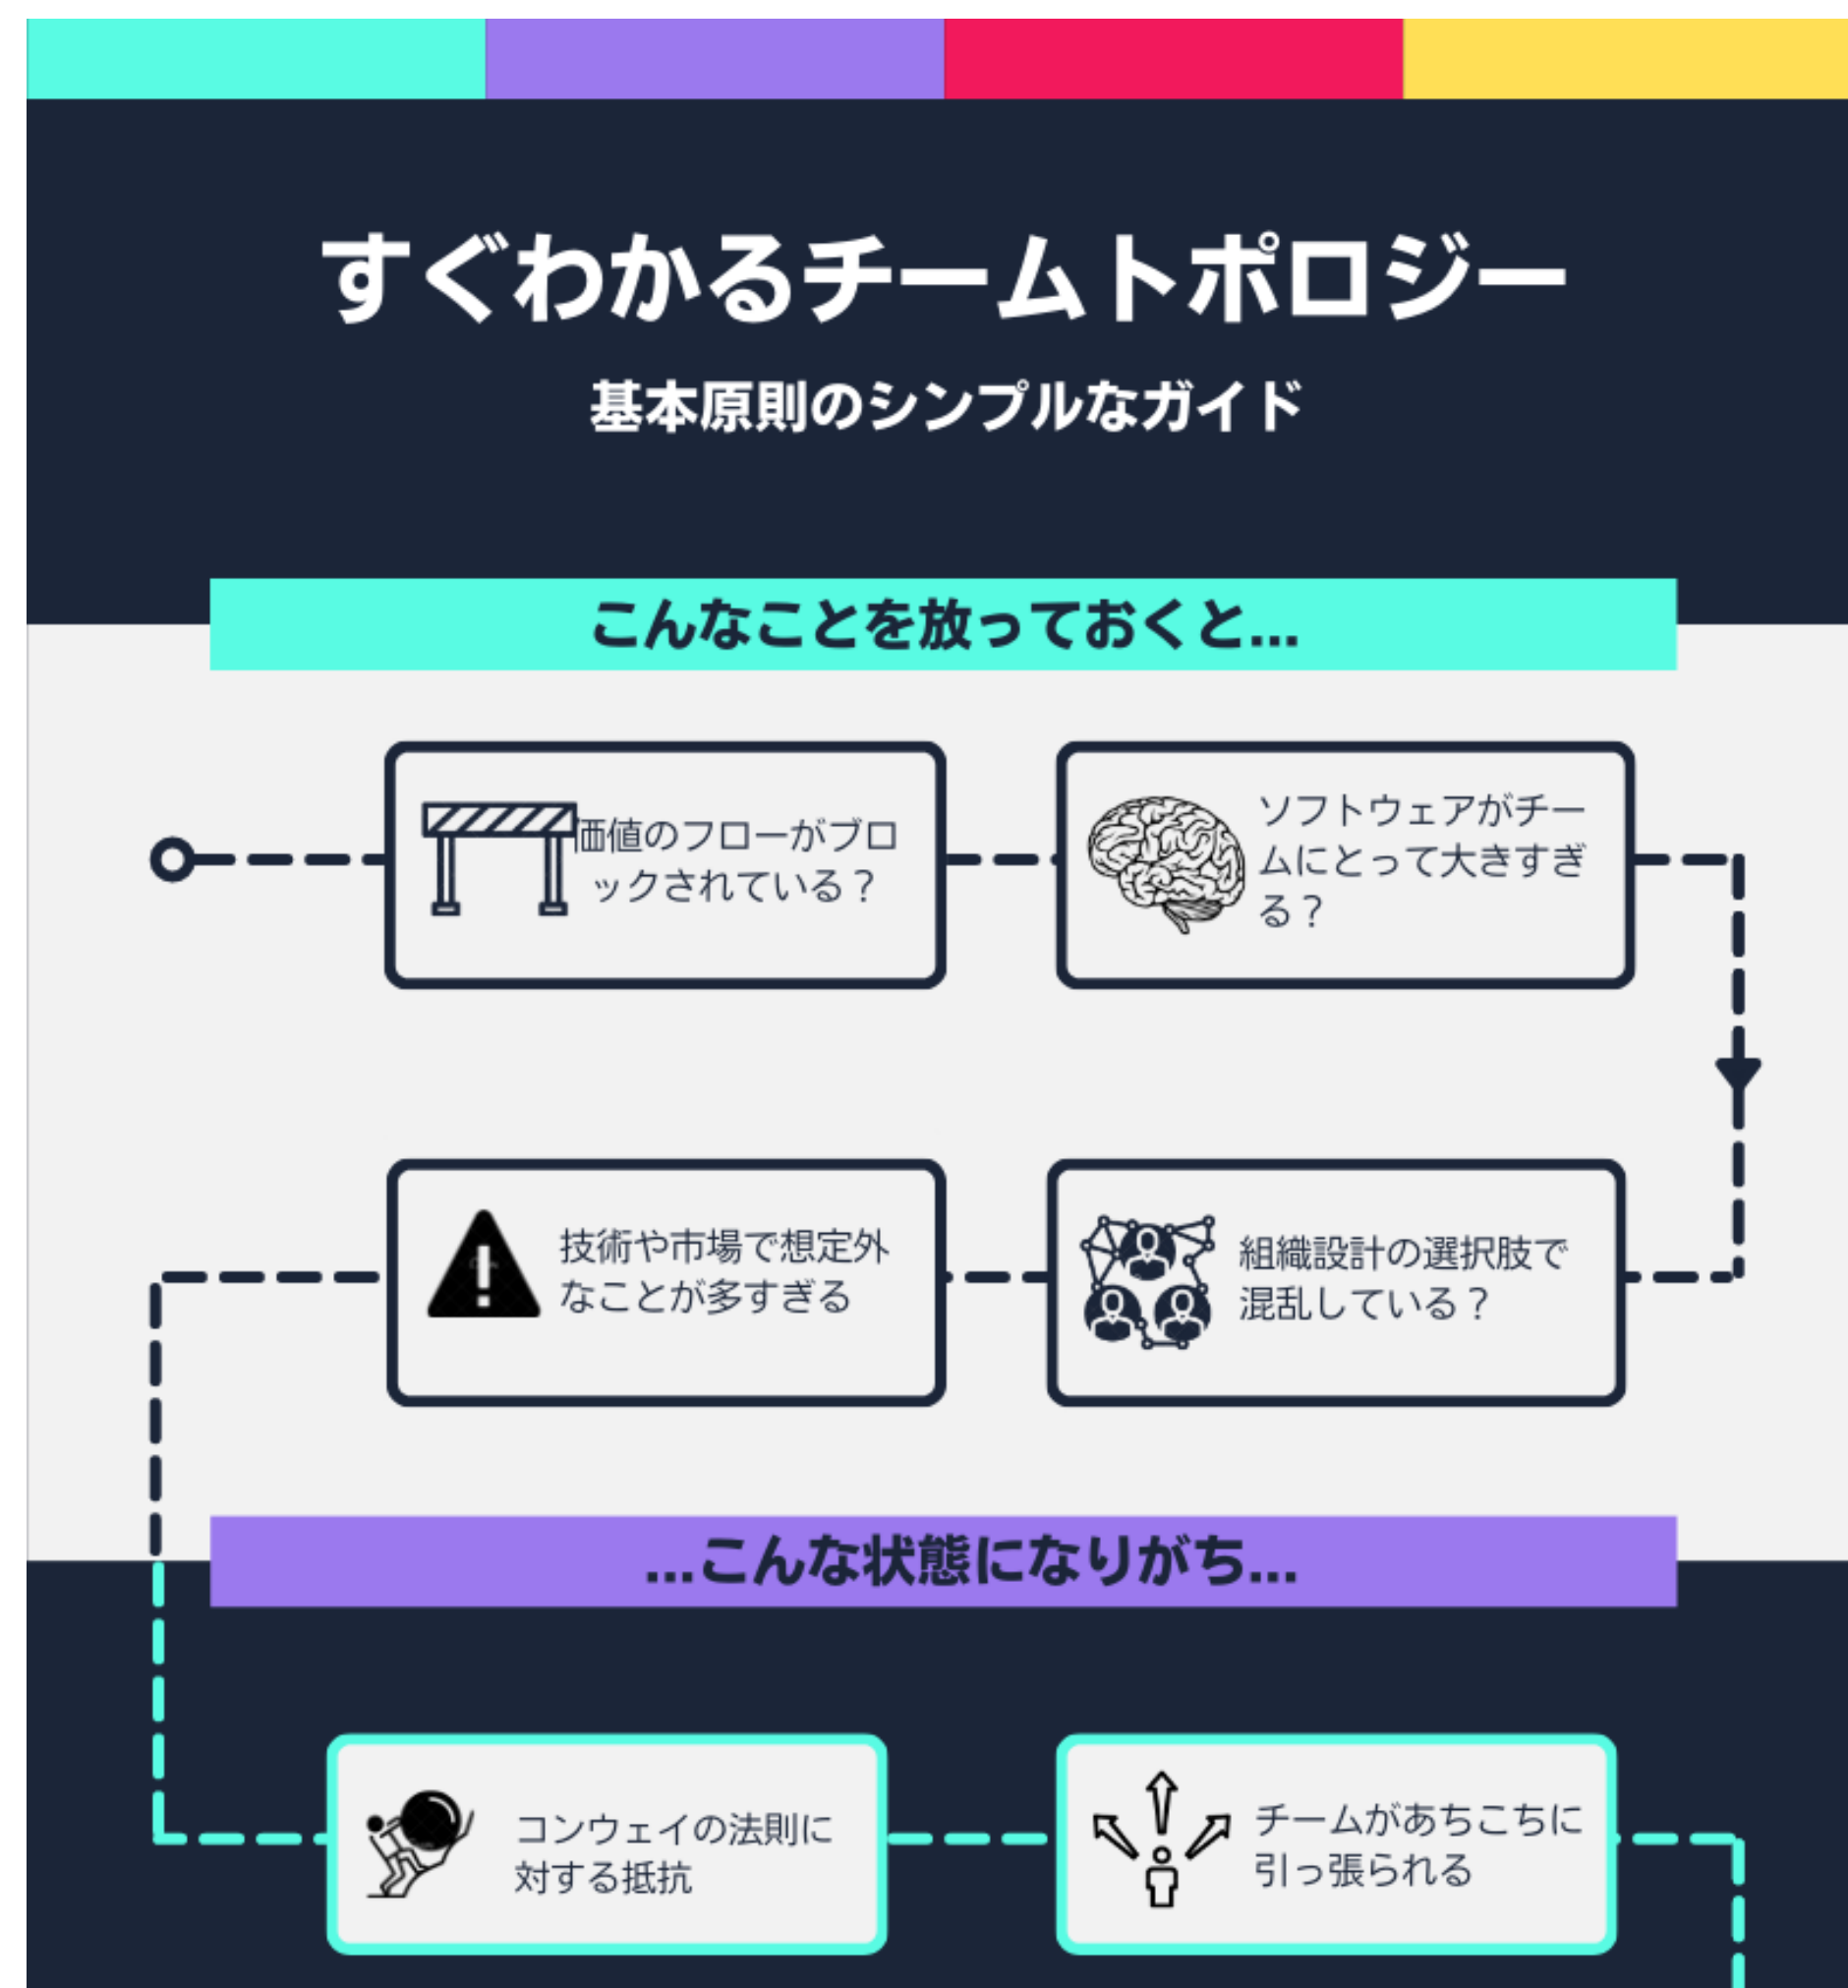 すぐわかるチームトポロジー
基本原則のシンプルなガイド
こんなことを放っておくと...
価値のフローがブロ
ックされている？
ソフトウェアがチー
ムにとって大きすぎ
る？
組織設計の選択肢で
混乱している？
技術や市場で想定外
なことが多すぎる
...こんな状態になりがち...
コンウェイの法則に
対する抵抗
チームがあちこちに
引っ張られる